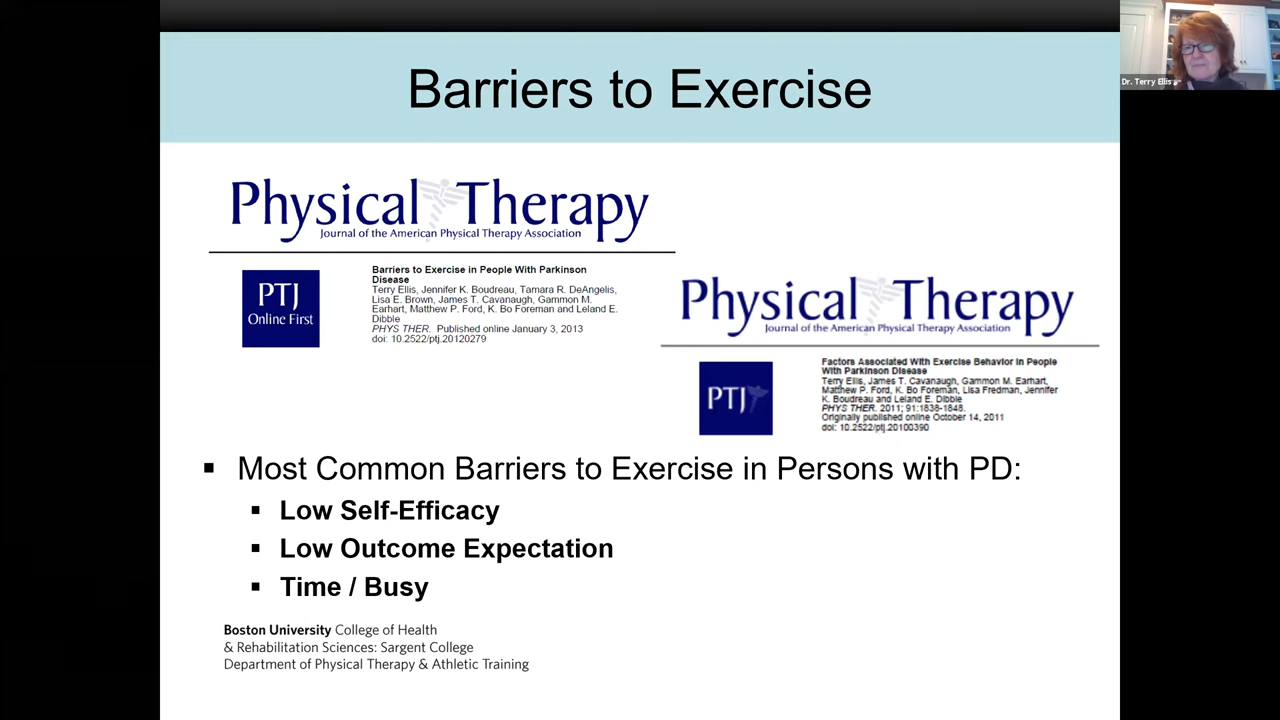 Barriers to Exercise
Dr. Terry Ellis
Physical Therapy
Journal of the American Physical Therapy Association
PTJ
Online First
Barriers to Exercise in People With Parkinson
Disease
Terry Ellis, Jennifer K. Boudreau, Tamara R. DeAngelis,
Lisa E. Brown, James T. Cavanaugh, Gammon M.
Earhart, Matthew P. Ford, K. Bo Foreman and Leland E.
Dibble
PHYS THER. Published online January 3, 2013
doi: 10.2522/ptj.20120279
Physical Therapy
Journal of the American Physical Therapy Association
PTJ
Factors Associated With Exercise Behavior in People
With Parkinson Disease
Terry Ellis, James T. Cavanaugh, Gammon M. Earhart,
Matthew P. Ford, K. Bo Foreman, Lisa Fredman, Jennifer
K. Boudreau and Leland E. Dibble
PHYS THER. 2011; 91:1838-1848.
Originally published online October 14, 2011
doi: 10.2522/ptj.20100390
▪ Most Common Barriers to Exercise in Persons with PD:
▪ Low Self-Efficacy
▪ Low Outcome Expectation
▪ Time / Busy
Boston University College of Health
& Rehabilitation Sciences: Sargent College
Department of Physical Therapy & Athletic Training